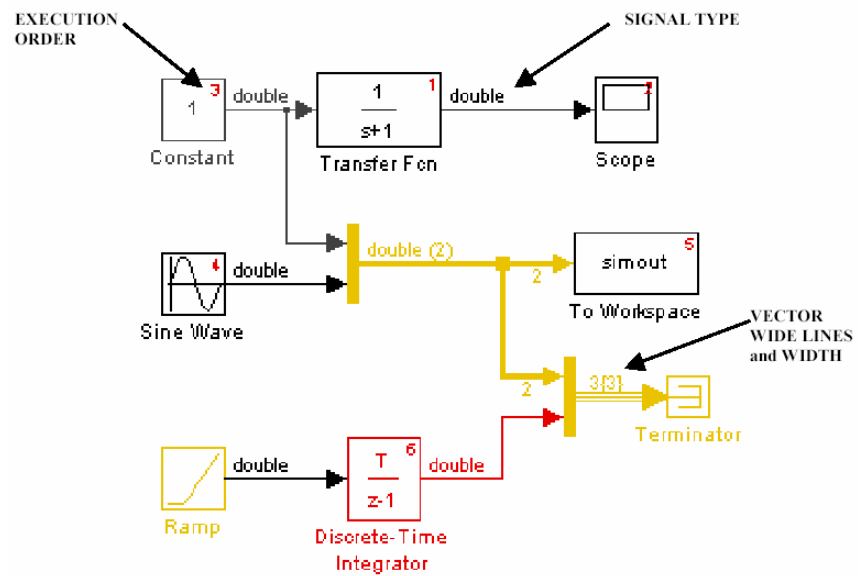 EXECUTION
ORDER
SIGNAL TYPE
3
1
double
Constant
1
1
s+1
Transfer Fcn
double
Scope
double (2)
2
5
simout
To Workspace
4
double
Sine Wave
VECTOR
WIDE LINES
and WIDTH
2
3{3}
Terminator
double
Ramp
6
T
z-1
double
Discrete-Time
Integrator